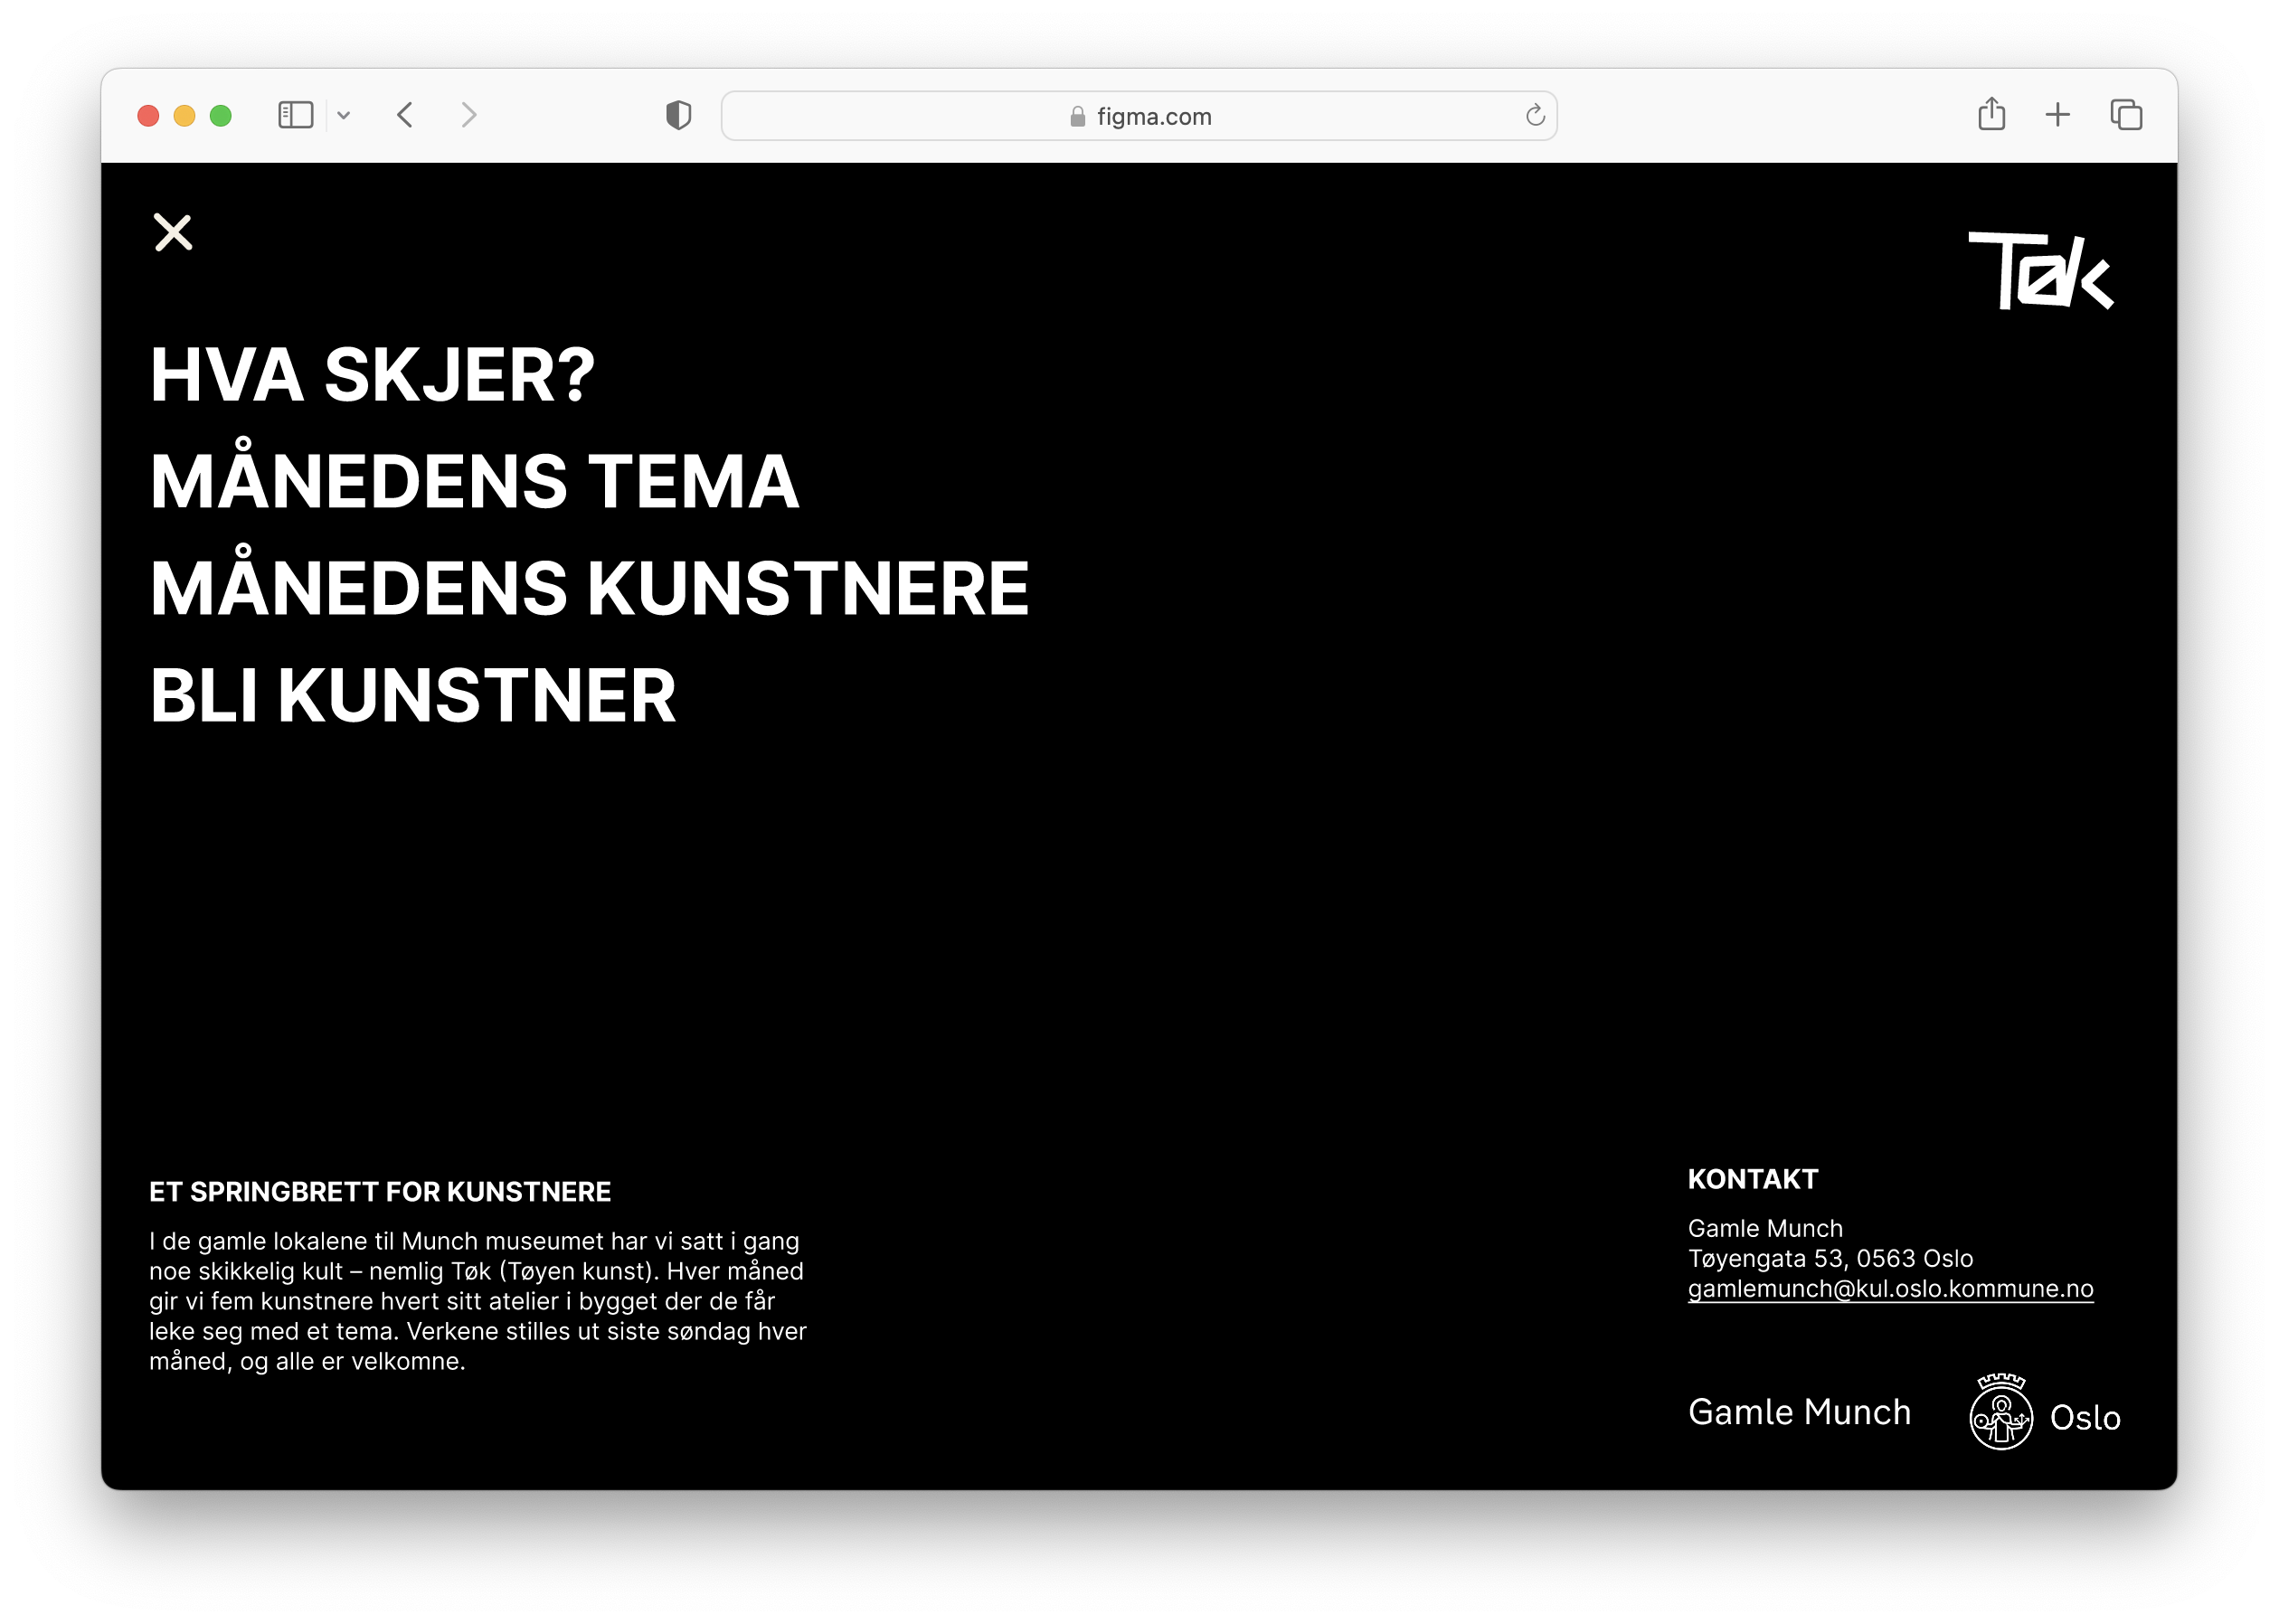 figma.com
Tøk
HVA SKJER?
MÅNEDENS TEMA
MÅNEDENS KUNSTNERE
BLI KUNSTNER
ET SPRINGBRETT FOR KUNSTNERE
I de gamle lokalene til Munch museumet har vi satt i gang
noe skikkelig kult – nemlig Tøk (Tøyen kunst). Hver måned
gir vi fem kunstnere hvert sitt atelier i bygget der de får
leke seg med et tema. Verkene stilles ut siste søndag hver
måned, og alle er velkomne.
KONTAKT
Gamle Munch
Tøyengata 53, 0563 Oslo
gamlemunch@kul.oslo.kommune.no
Gamle Munch
Oslo